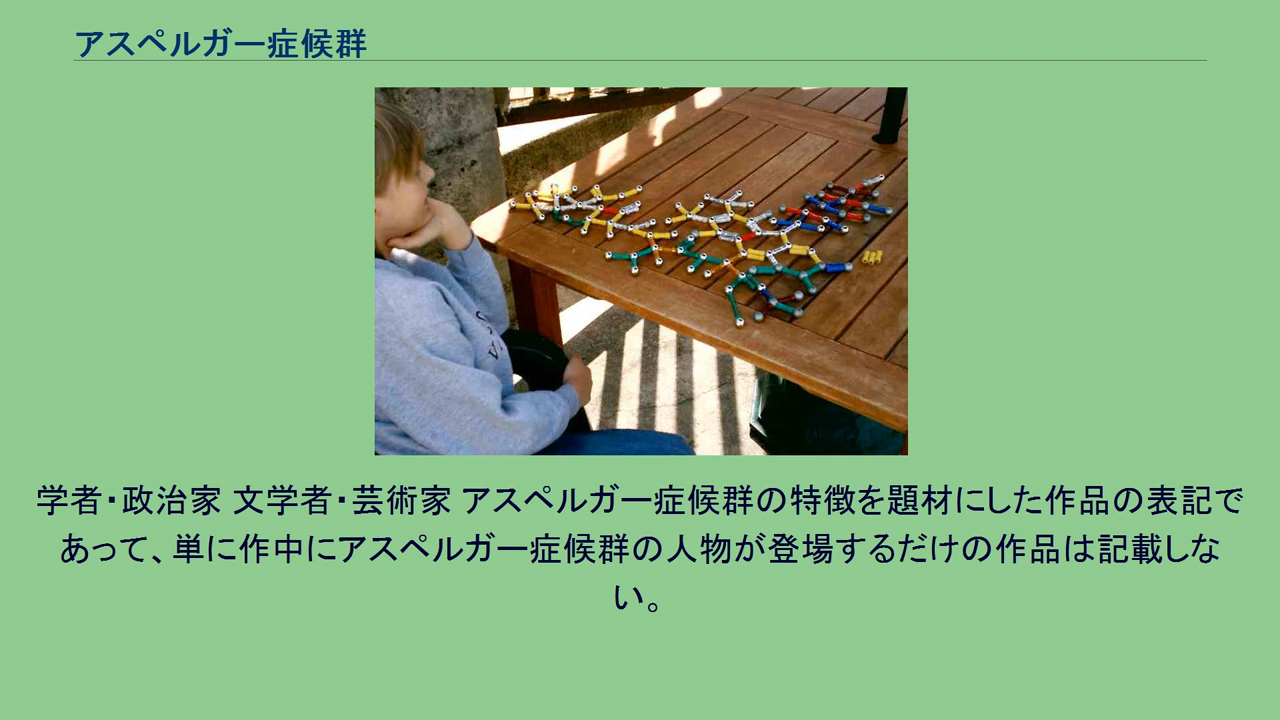 アスペルガー症候群
学者・政治家 文学者・芸術家 アスペルガー症候群の特徴を題材にした作品の表記で
あって、単に作中にアスペルガー症候群の人物が登場するだけの作品は記載しな
い。